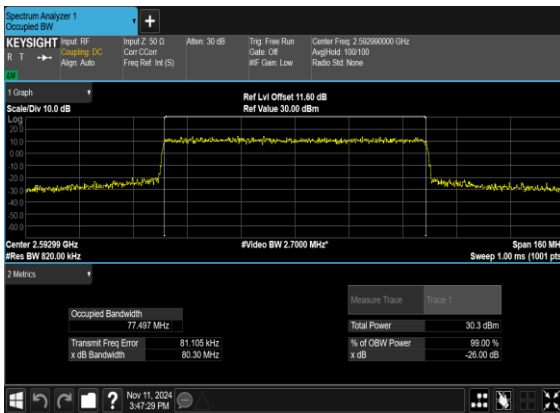 Spectrum Analyzer 1
Occupied BW
+
KEYSIGHT
R T
LV
Input: RF
Coupling: DC
Align: Auto
Input Z: 50 Ω
Corr CCorr
Freq Ref: Int (S)
Atten: 30 dB
Trig: Free Run
Gate: Off
#IF Gain: Low
Center Freq: 2.592990000 GHz
Avg|Hold: 100/100
Radio Std: None
1 Graph
Scale/Div 10.0 dB
Ref Lvl Offset 11.60 dB
Ref Value 30.00 dBm
Log
20.0
10.0
0.00
-10.0
-20.0
-30.0
-40.0
-50.0
-60.0
Center 2.59299 GHz
#Res BW 820.00 kHz
#Video BW 2.7000 MHz*
Span 160 MH
Sweep 1.00 ms (1001 pts
2 Metrics
Measure Trace
Trace 1
Occupied Bandwidth
77.497 MHz
Total Power
30.3 dBm
Transmit Freq Error
81.105 kHz
% of OBW Power
99.00 %
x dB Bandwidth
80.30 MHz
x dB
-26.00 dB
?
Nov 11, 2024
3:47:29 PM